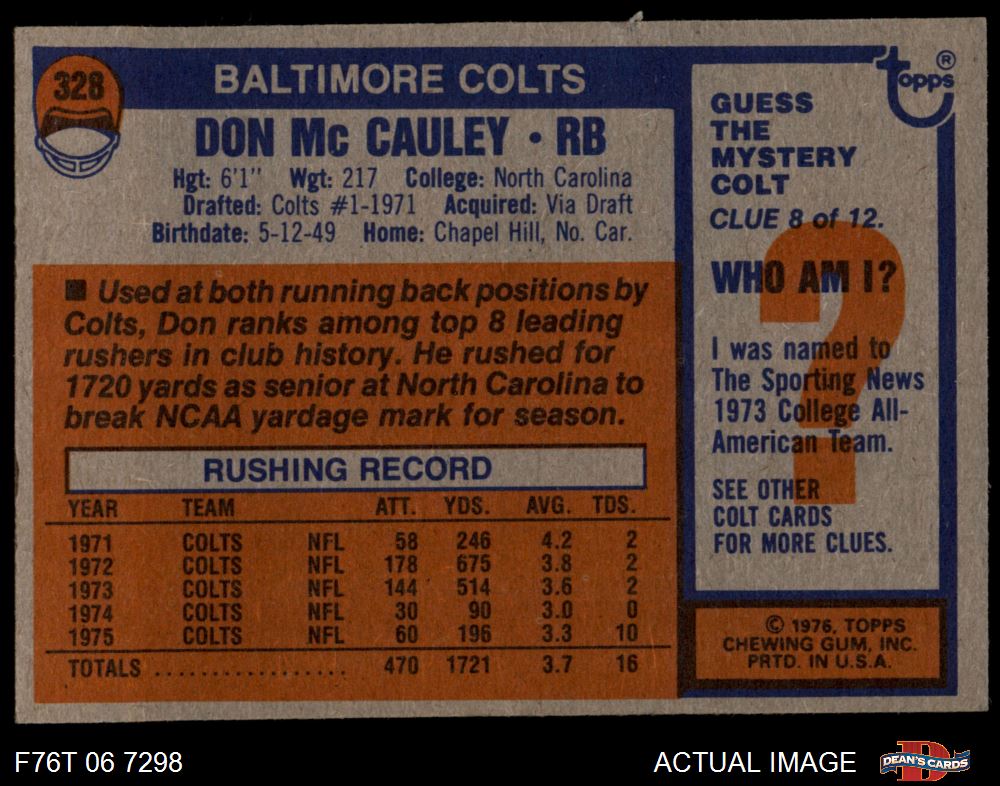 328
BALTIMORE COLTS
DON Mc CAULEY • RB
Hgt: 6'1" Wgt: 217 College: North Carolina
Drafted: Colts #1-1971 Acquired: Via Draft
Birthdate: 5-12-49 Home: Chapel Hill, No. Car.
■ Used at both running back positions by
Colts, Don ranks among top 8 leading
rushers in club history. He rushed for
1720 yards as senior at North Carolina to
break NCAA yardage mark for season.
RUSHING RECORD
YEAR TEAM ATT. YDS. AVG. TDS.
1971 COLTS NFL 58 246 4.2 2
1972 COLTS NFL 178 675 3.8 2
1973 COLTS NFL 144 514 3.6 2
1974 COLTS NFL 30 90 3.0 0
1975 COLTS NFL 60 196 3.3 10
TOTALS .................. 470 1721 3.7 16
topps®
GUESS
THE
MYSTERY
COLT
CLUE 8 of 12.
?
WHO AM I?
I was named to
The Sporting News
1973 College All-
American Team.
SEE OTHER
COLT CARDS
FOR MORE CLUES.
© 1976, TOPPS
CHEWING GUM, INC.
PRTD. IN U.S.A.
F76T 06 7298
ACTUAL IMAGE
D
DEAN'S CARDS